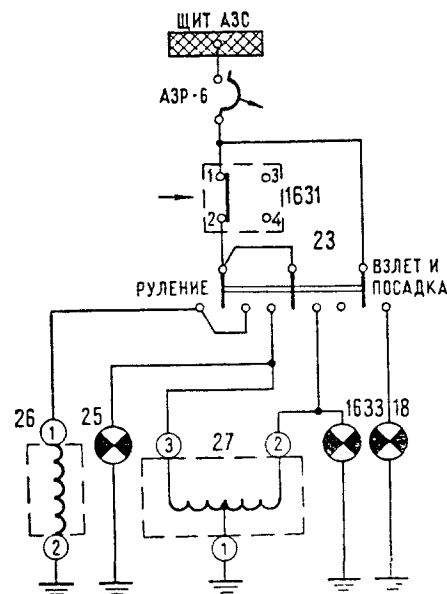 ЩИТ АЗС
АЗР-6
1 3
1631
2 4
23
РУЛЕНИЕ
ВЗЛЕТ И
ПОСАДКА
26 1 25 3 27 2 1633 18
2 1